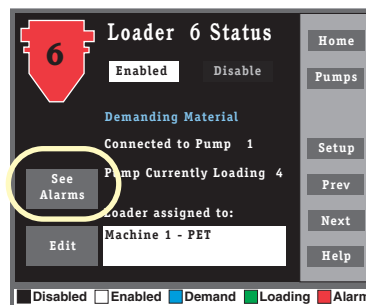 6
Loader 6 Status
Enabled
Disable
Demanding Material
Connected to Pump 1
Pump Currently Loading 4
Loader assigned to:
Machine 1 - PET
See
Alarms
Edit
Home
Pumps
Setup
Prev
Next
Help
Disabled Enabled Demand Loading Alarm